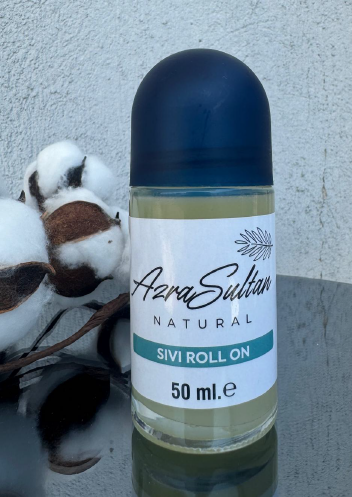 AzraSultan
NATURAL
SIVI ROLL ON
50 ml.℮